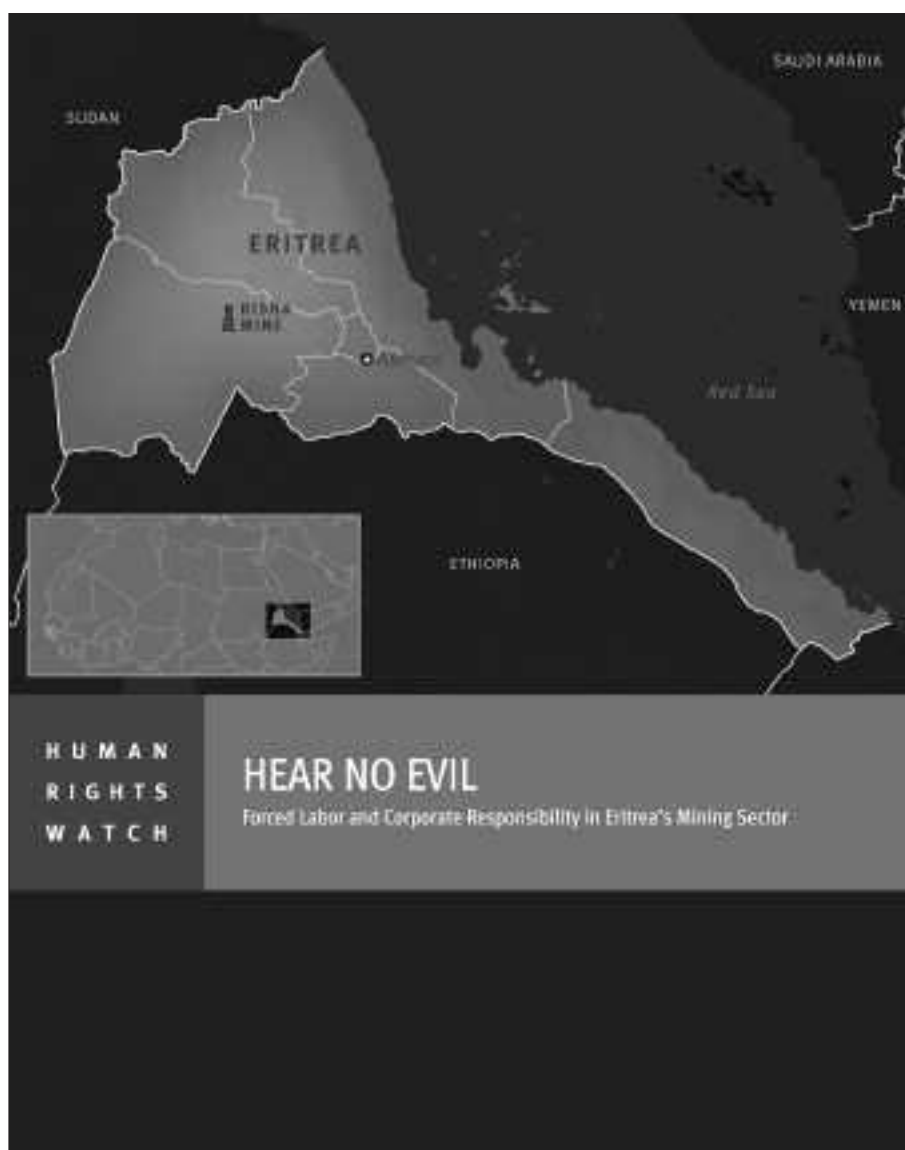 SAUDI ARABIA
SUDAN
ERITREA
BISHA
MINE
YEMEN
Asmara
Red Sea
ETHIOPIA
HUMAN
RIGHTS
WATCH
HEAR NO EVIL
Forced Labor and Corporate Responsibility in Eritrea's Mining Sector